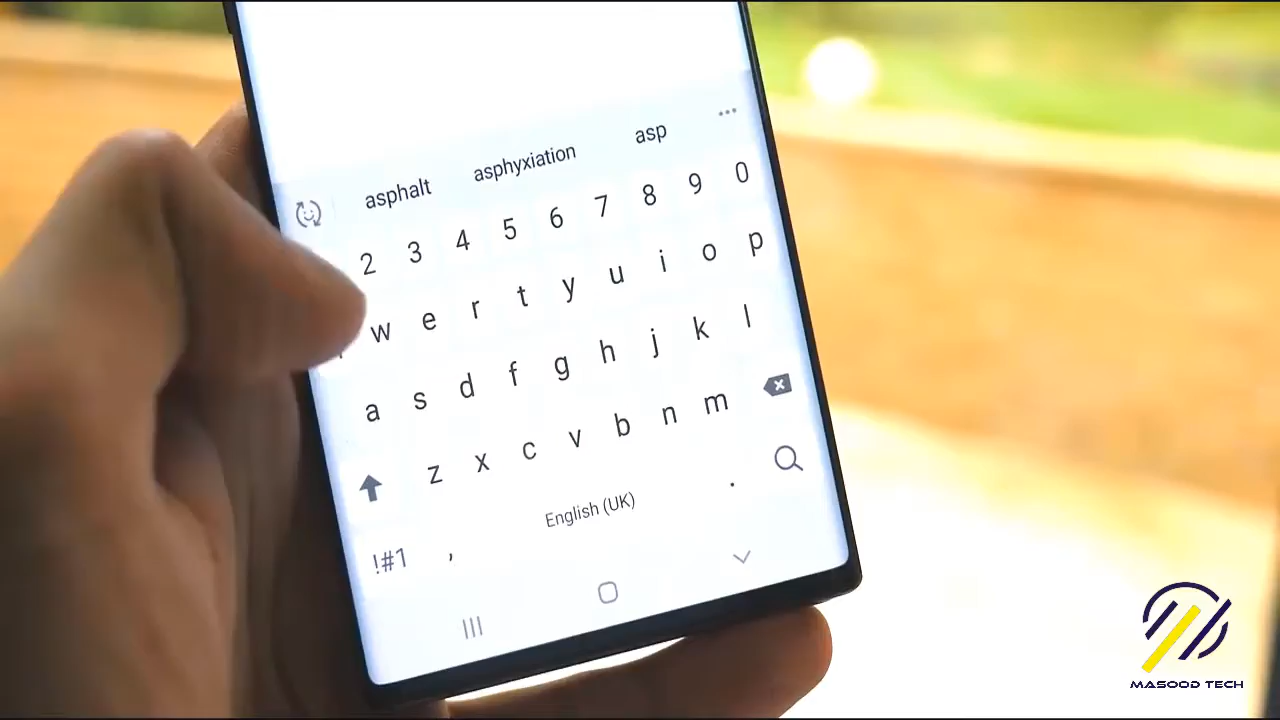 asphalt asphyxiation asp ...
2 3 4 5 6 7 8 9 0
w e r t y u i o p
a s d f g h j k l
z x c v b n m
!#1 , English (UK) .
MASOOD TECH